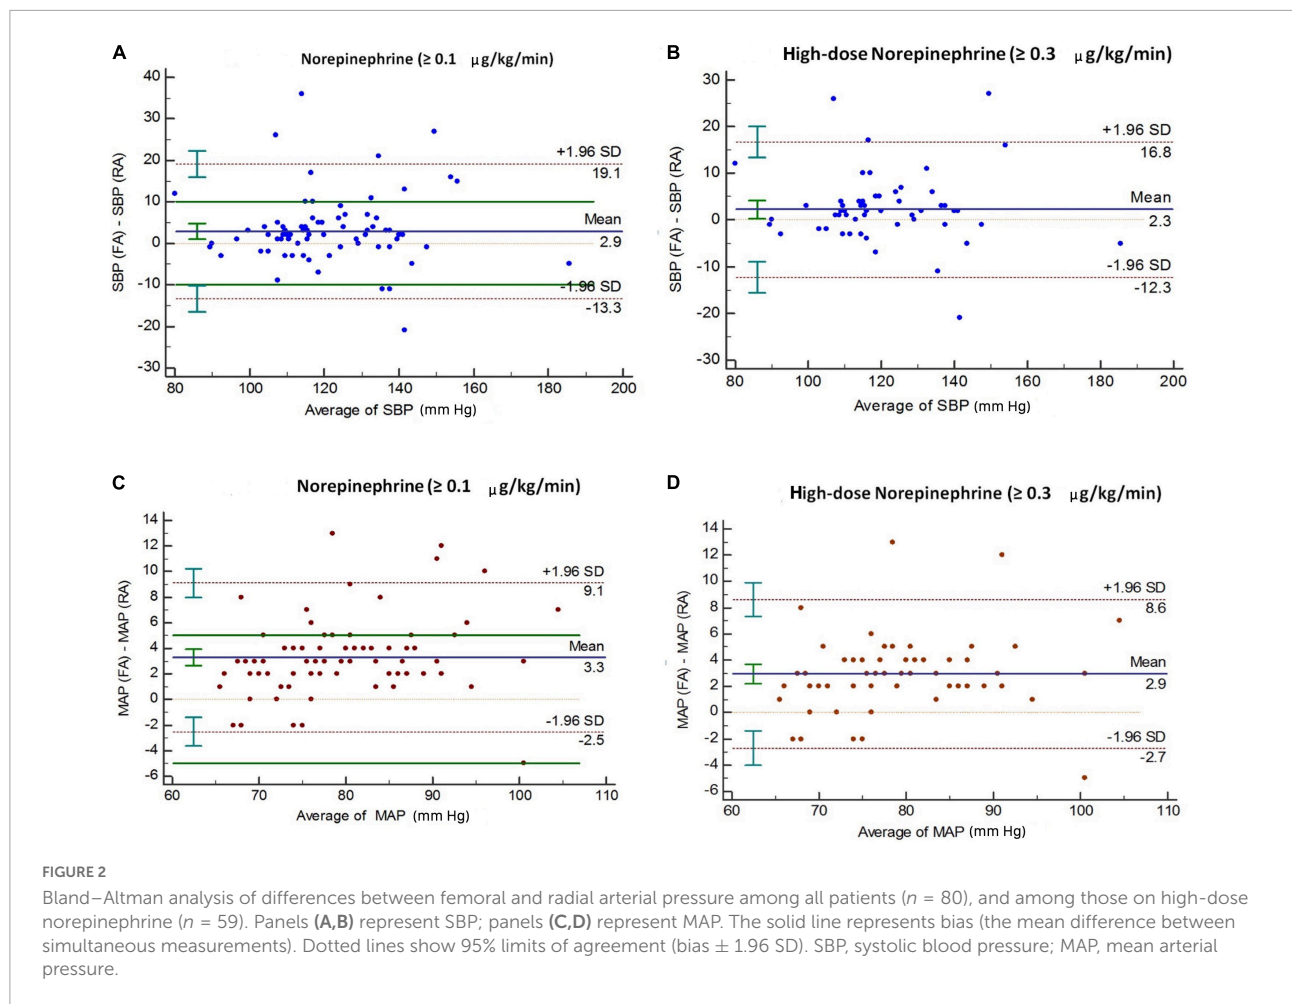 A
Norepinephrine (≥ 0.1 μg/kg/min)
40
30
20
10
0
-10
-20
-30
SBP (FA) - SBP (RA)
+1.96 SD
19.1
Mean
2.9
-1.96 SD
-13.3
80 100 120 140 160 180 200
Average of SBP (mm Hg)
B
High-dose Norepinephrine (≥ 0.3 μg/kg/min)
30
20
10
0
-10
-20
-30
SBP (FA) - SBP (RA)
+1.96 SD
16.8
Mean
2.3
-1.96 SD
-12.3
80 100 120 140 160 180 200
Average of SBP (mm Hg)
C
Norepinephrine (≥ 0.1 μg/kg/min)
14
12
10
8
6
4
2
0
-2
-4
-6
MAP (FA) - MAP (RA)
+1.96 SD
9.1
Mean
3.3
-1.96 SD
-2.5
60 70 80 90 100 110
Average of MAP (mm Hg)
D
High-dose Norepinephrine (≥ 0.3 μg/kg/min)
14
12
10
8
6
4
2
0
-2
-4
-6
MAP (FA) - MAP (RA)
+1.96 SD
8.6
Mean
2.9
-1.96 SD
-2.7
60 70 80 90 100 110
Average of MAP (mm Hg)
FIGURE 2
Bland–Altman analysis of differences between femoral and radial arterial pressure among all patients (n = 80), and among those on high-dose
norepinephrine (n = 59). Panels (A,B) represent SBP; panels (C,D) represent MAP. The solid line represents bias (the mean difference between
simultaneous measurements). Dotted lines show 95% limits of agreement (bias ± 1.96 SD). SBP, systolic blood pressure; MAP, mean arterial
pressure.